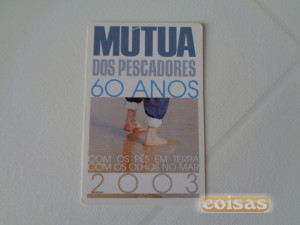 MÚTUA
DOS PESCADORES
60 ANOS
COM OS PÉS EM TERRA
COM OS OLHOS NO MAR
2003
coisas